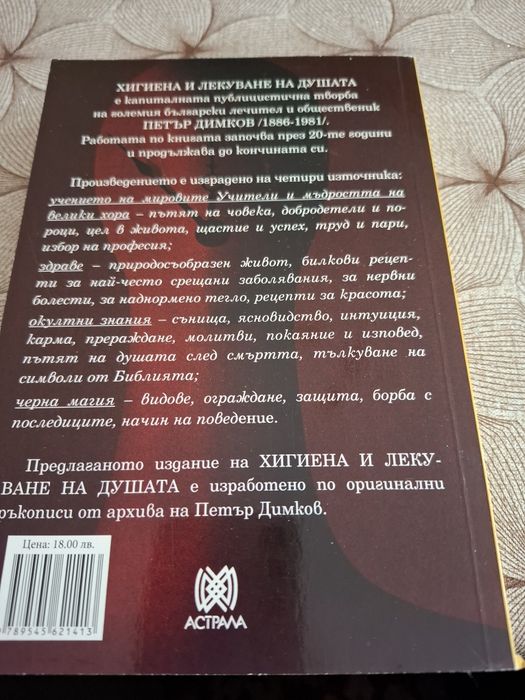 ХИГИЕНА И ЛЕКУВАНЕ НА ДУШАТА
е капиталната публицистична творба
на големия български лечител и общественик
ПЕТЪР ДИМКОВ /1886-1981/.
Работата по книгата започва през 20-те години
и продължава до кончината си.
Произведението е изградено на четири източника:
учението на мировите Учители и мъдростта на
велики хора – пътят на човека, добродетели и по-
роци, цел в живота, щастие и успех, труд и пари,
избор на професия;
здраве – природосъобразен живот, билкови рецеп-
ти за най-често срещани заболявания, за нервни
болести, за наднормено тегло, рецепти за красота;
окултни знания – сънища, ясновидство, интуиция,
карма, прераждане, молитви, покаяние и изповед,
пътят на душата след смъртта, тълкуване на
символи от Библията;
черна магия – видове, ограждане, защита, борба с
последиците, начин на поведение.
Предлаганото издание на ХИГИЕНА И ЛЕКУ-
ВАНЕ НА ДУШАТА е изработено по оригинални
ръкописи от архива на Петър Димков.
Цена: 18.00 лв.
789545621413
АСТРАЛА